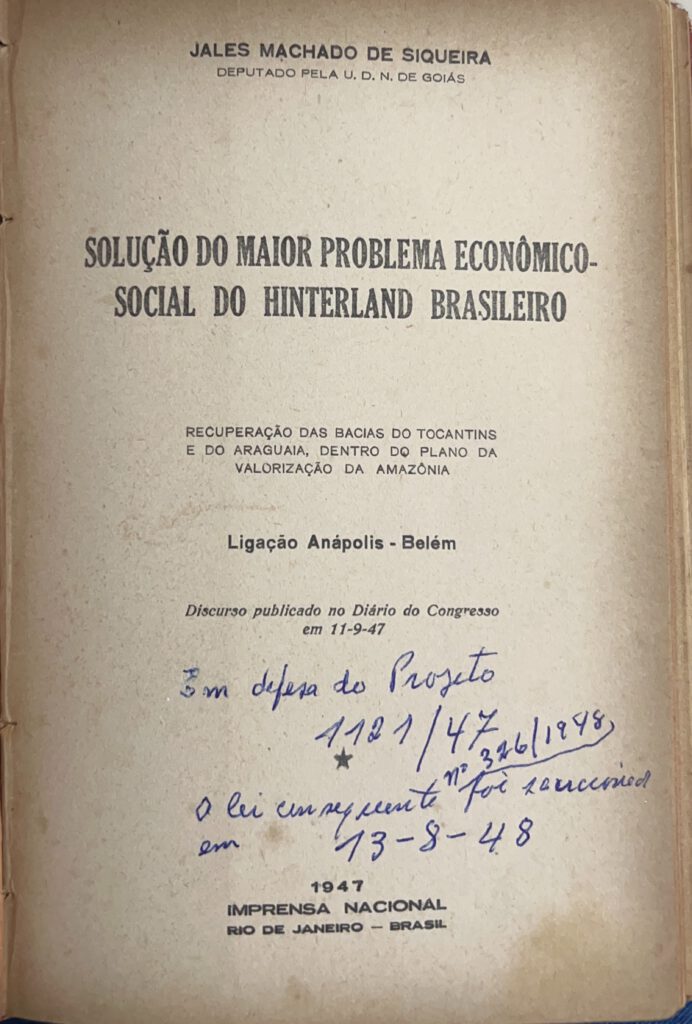 JALES MACHADO DE SIQUEIRA
DEPUTADO PELA U. D. N. DE GOIÁS
SOLUÇÃO DO MAIOR PROBLEMA ECONÔMICO-
SOCIAL DO HINTERLAND BRASILEIRO
RECUPERAÇÃO DAS BACIAS DO TOCANTINS
E DO ARAGUAIA, DENTRO DO PLANO DA
VALORIZAÇÃO DA AMAZÔNIA
Ligação Anápolis - Belém
Discurso publicado no Diário do Congresso
em 11-9-47
Em defesa do Projeto
1121/47
nº 326/1948,
A lei consequente foi sancionada
em 13-8-48
1947
IMPRENSA NACIONAL
RIO DE JANEIRO — BRASIL